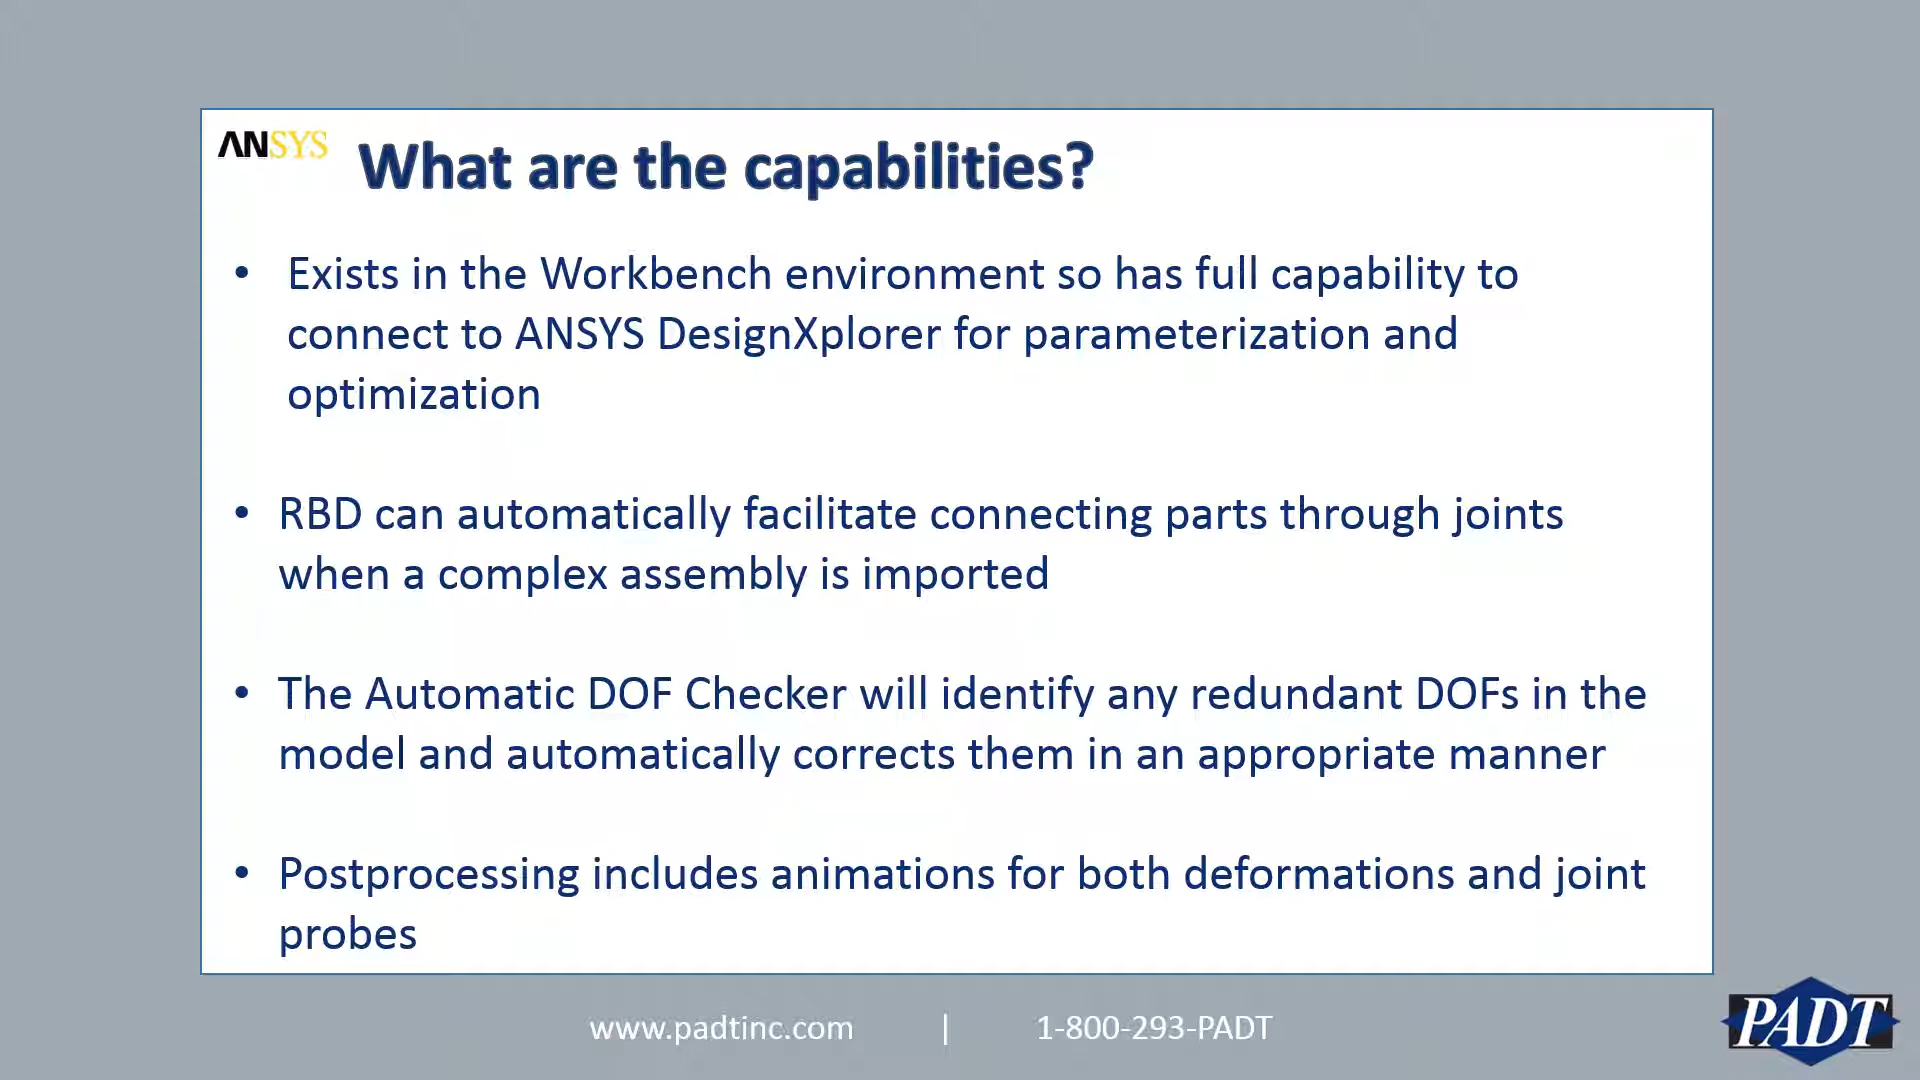 ANSYS
What are the capabilities?
• Exists in the Workbench environment so has full capability to
connect to ANSYS DesignXplorer for parameterization and
optimization
• RBD can automatically facilitate connecting parts through joints
when a complex assembly is imported
• The Automatic DOF Checker will identify any redundant DOFs in the
model and automatically corrects them in an appropriate manner
• Postprocessing includes animations for both deformations and joint
probes
www.padtinc.com | 1-800-293-PADT
PADT